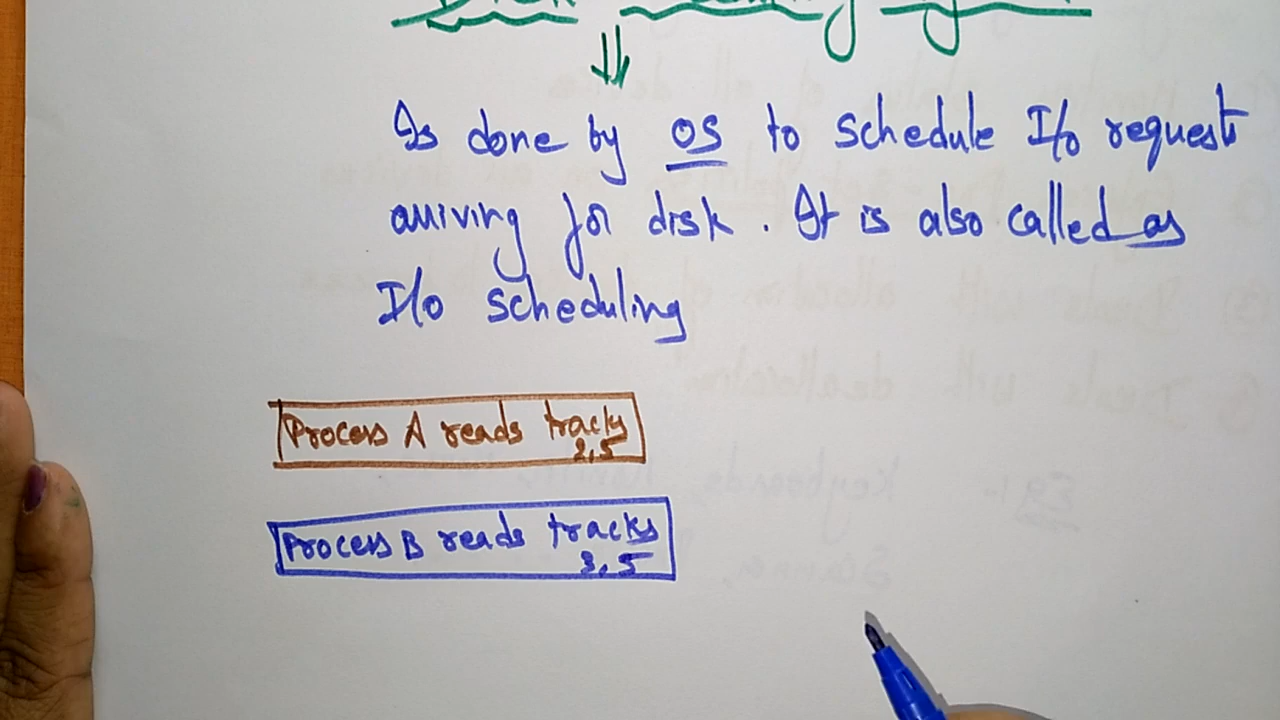 Is done by OS to schedule I/o request
arriving for disk. It is also called as
I/o scheduling
Process A reads tracks
2,5
Process B reads tracks
3,5